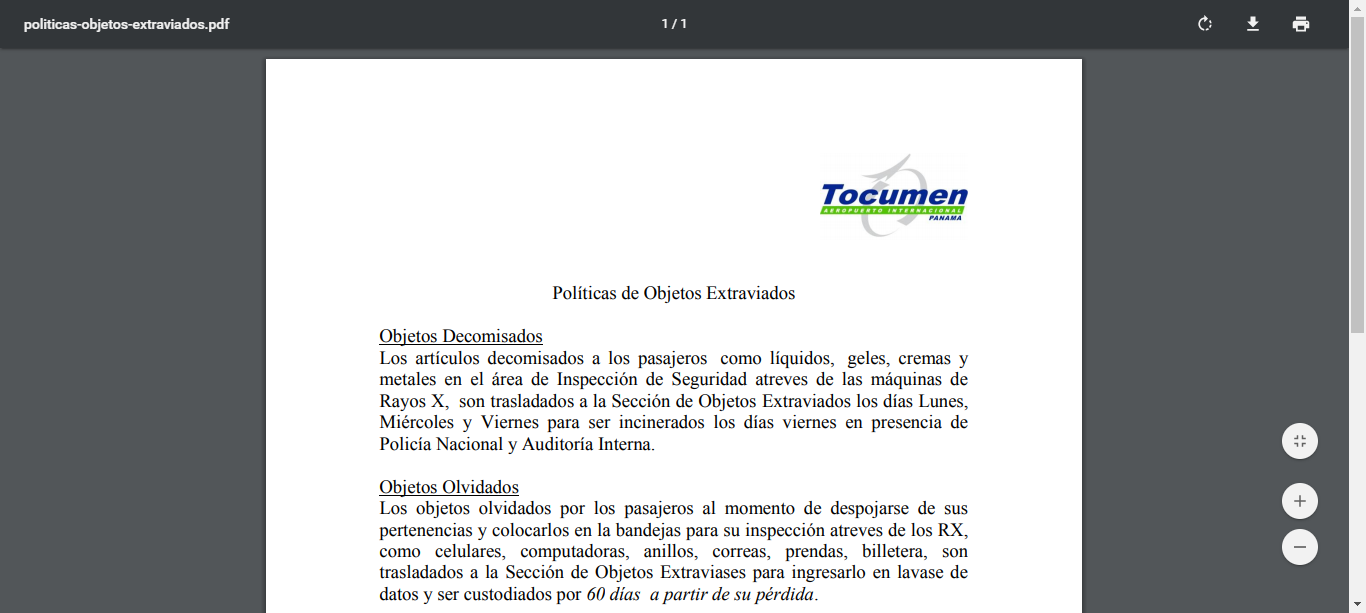 politicas-objetos-extraviados.pdf
1 / 1
Tocumen
AEROPUERTO INTERNACIONAL
PANAMA
Políticas de Objetos Extraviados
Objetos Decomisados
Los artículos decomisados a los pasajeros como líquidos, geles, cremas y
metales en el área de Inspección de Seguridad atreves de las máquinas de
Rayos X, son trasladados a la Sección de Objetos Extraviados los días Lunes,
Miércoles y Viernes para ser incinerados los días viernes en presencia de
Policía Nacional y Auditoría Interna.
Objetos Olvidados
Los objetos olvidados por los pasajeros al momento de despojarse de sus
pertenencias y colocarlos en la bandejas para su inspección atreves de los RX,
como celulares, computadoras, anillos, correas, prendas, billetera, son
trasladados a la Sección de Objetos Extraviases para ingresarlo en lavase de
datos y ser custodiados por 60 días a partir de su pérdida.